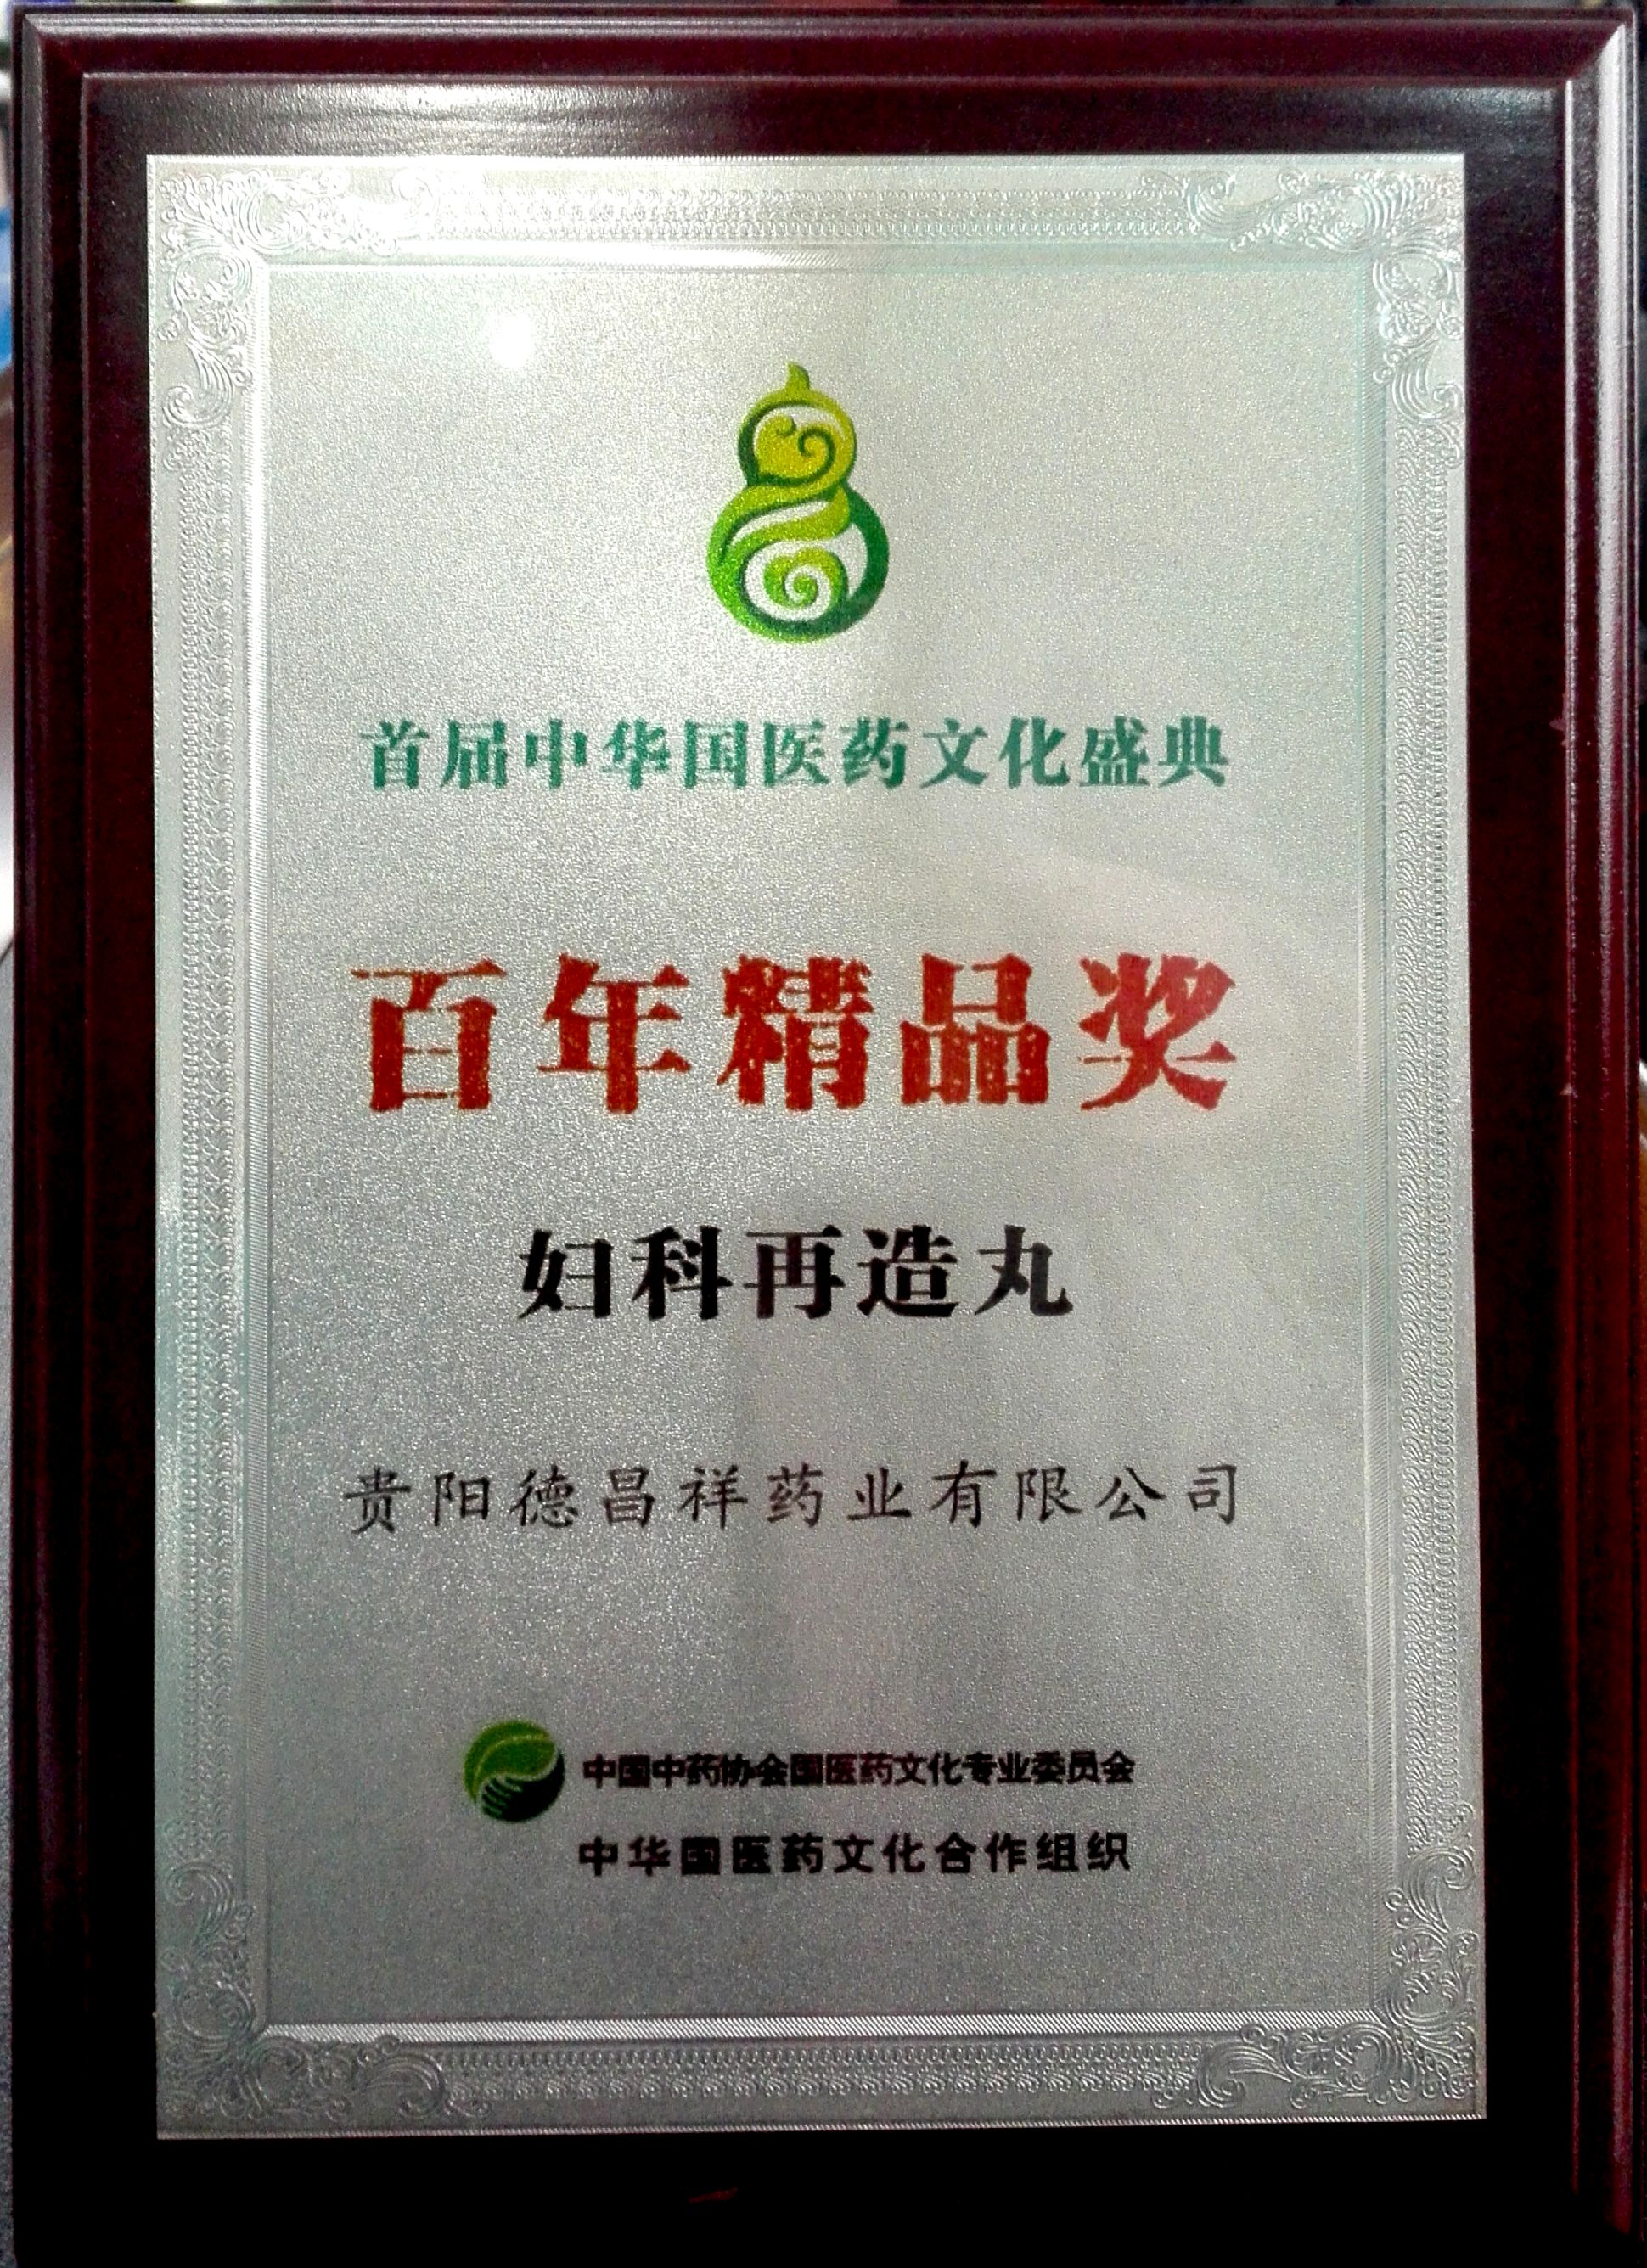 首届中华国医药文化盛典
百年精品奖
妇科再造丸
贵阳德昌祥药业有限公司
中国中药协会国医药文化专业委员会
中华国医药文化合作组织